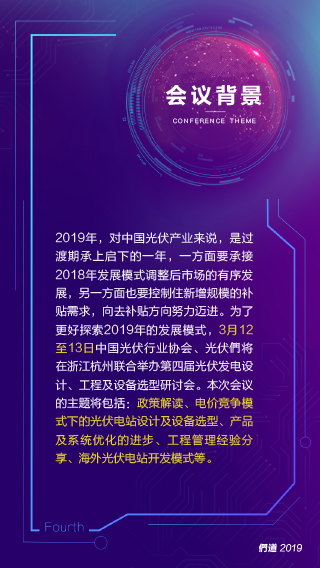 会议背景
CONFERENCE THEME
2019年，对中国光伏产业来说，是过
渡期承上启下的一年，一方面要承接
2018年发展模式调整后市场的有序发
展，另一方面也要控制住新增规模的补
贴需求，向去补贴方向努力迈进。为了
更好探索2019年的发展模式，3月12
至13日中国光伏行业协会、光伏們将
在浙江杭州联合举办第四届光伏发电设
计、工程及设备选型研讨会。本次会议
的主题将包括：政策解读、电价竞争模
式下的光伏电站设计及设备选型、产品
及系统优化的进步、工程管理经验分
享、海外光伏电站开发模式等。
Fourth
們道 2019